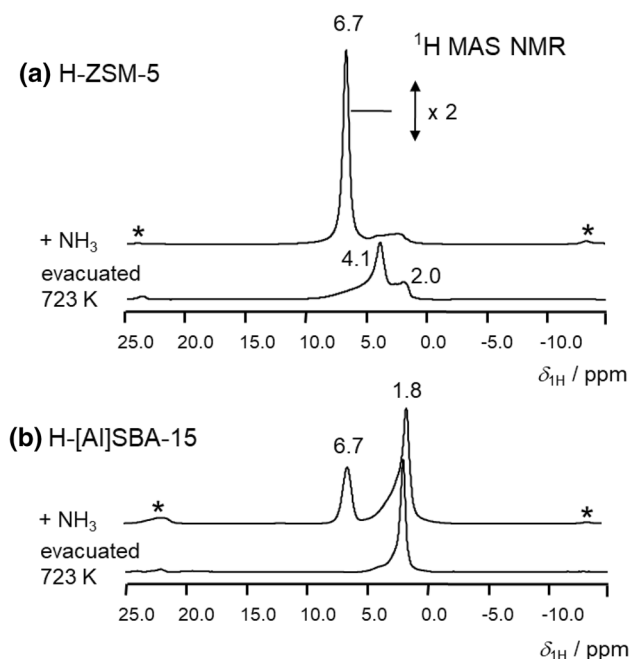 6.7
¹H MAS NMR
(a) H-ZSM-5
x 2
* *
+ NH₃
evacuated 4.1
723 K 2.0
25.0 20.0 15.0 10.0 5.0 0.0 -5.0 -10.0
δ1H / ppm
1.8
(b) H-[Al]SBA-15
6.7
* *
+ NH₃
evacuated
723 K
25.0 20.0 15.0 10.0 5.0 0.0 -5.0 -10.0
δ1H / ppm